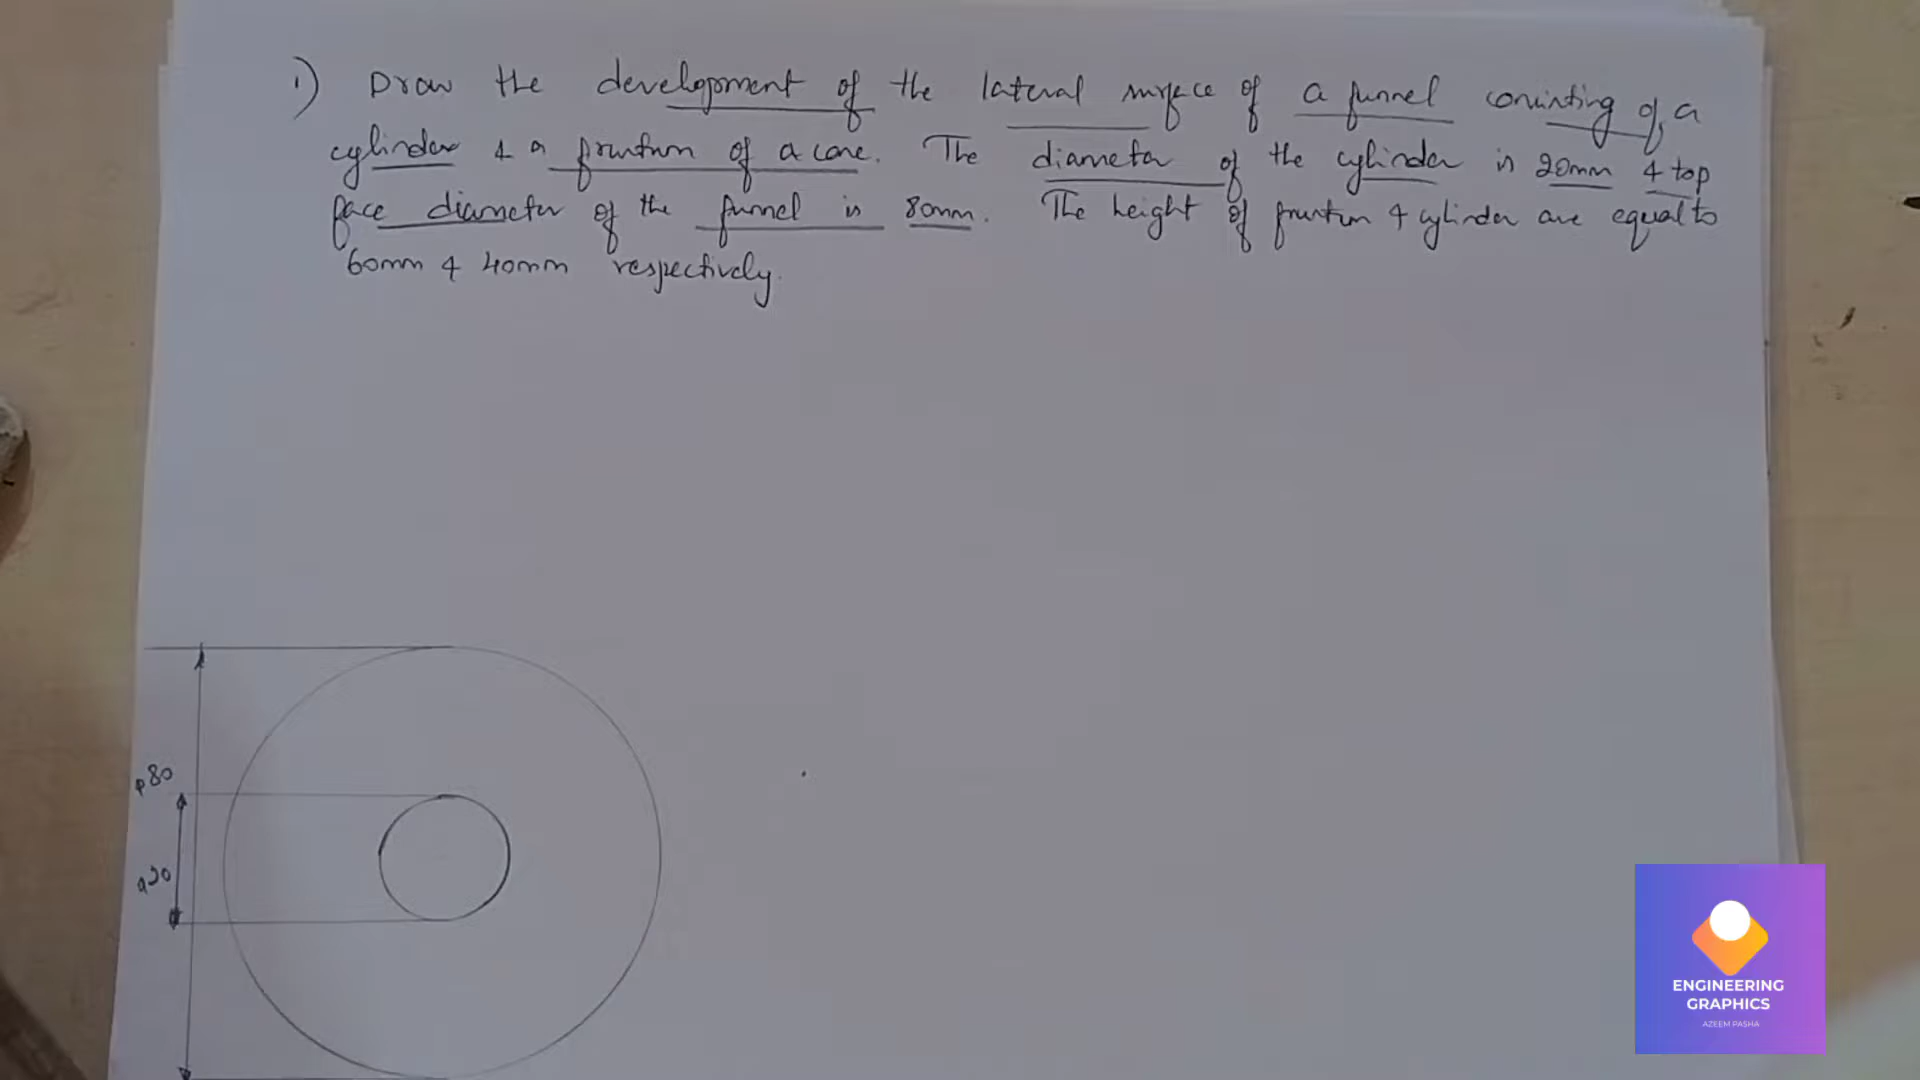 1) Draw the development of the lateral surface of a funnel consisting of a
cylinder & a frustum of a cone. The diameter of the cylinder is 20mm & top
face diameter of the funnel is 80mm. The height of frustum & cylinder are equal to
60mm & 40mm respectively.
φ80
φ20
ENGINEERING
GRAPHICS
AZEEM PASHA